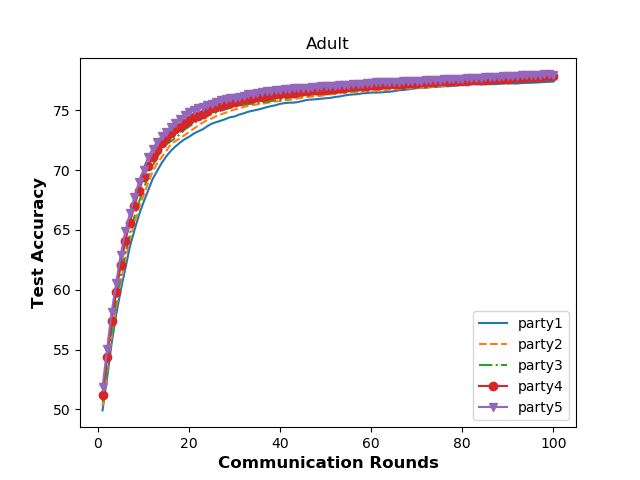 Adult
Test Accuracy
75
70
65
60
55
50
0 20 40 60 80 100
Communication Rounds
party1
party2
party3
party4
party5